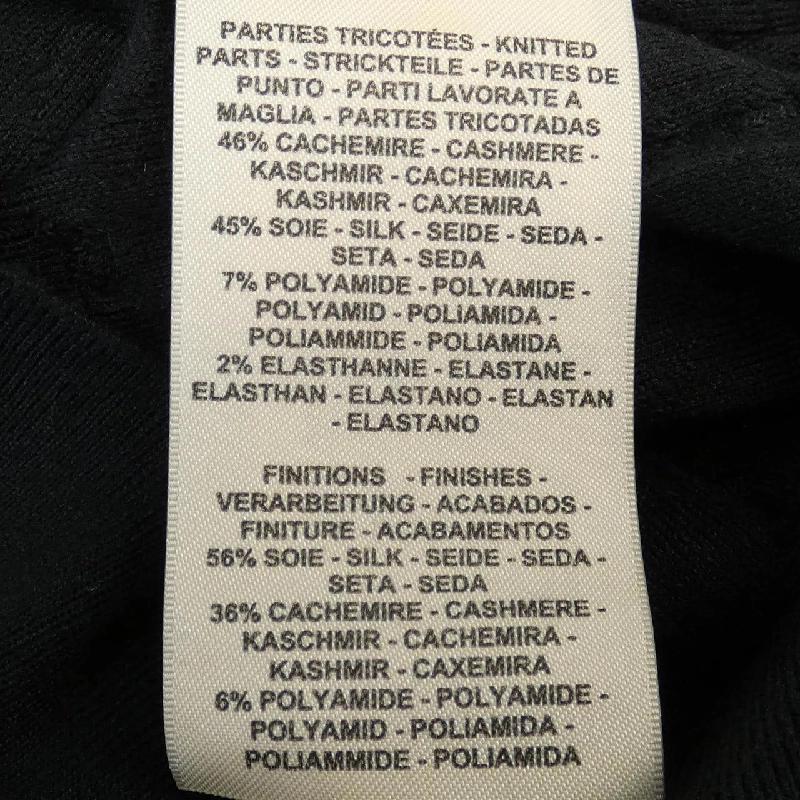 PARTIES TRICOTÉES - KNITTED
PARTS - STRICKTEILE - PARTES DE
PUNTO - PARTI LAVORATE A
MAGLIA - PARTES TRICOTADAS
46% CACHEMIRE - CASHMERE -
KASCHMIR - CACHEMIRA -
KASHMIR - CAXEMIRA
45% SOIE - SILK - SEIDE - SEDA -
SETA - SEDA
7% POLYAMIDE - POLYAMIDE -
POLYAMID - POLIAMIDA -
POLIAMMIDE - POLIAMIDA
2% ELASTHANNE - ELASTANE -
ELASTHAN - ELASTANO - ELASTAN
- ELASTANO
FINITIONS - FINISHES -
VERARBEITUNG - ACABADOS -
FINITURE - ACABAMENTOS
56% SOIE - SILK - SEIDE - SEDA -
SETA - SEDA
36% CACHEMIRE - CASHMERE -
KASCHMIR - CACHEMIRA -
KASHMIR - CAXEMIRA
6% POLYAMIDE - POLYAMIDE -
POLYAMID - POLIAMIDA -
POLIAMMIDE - POLIAMIDA